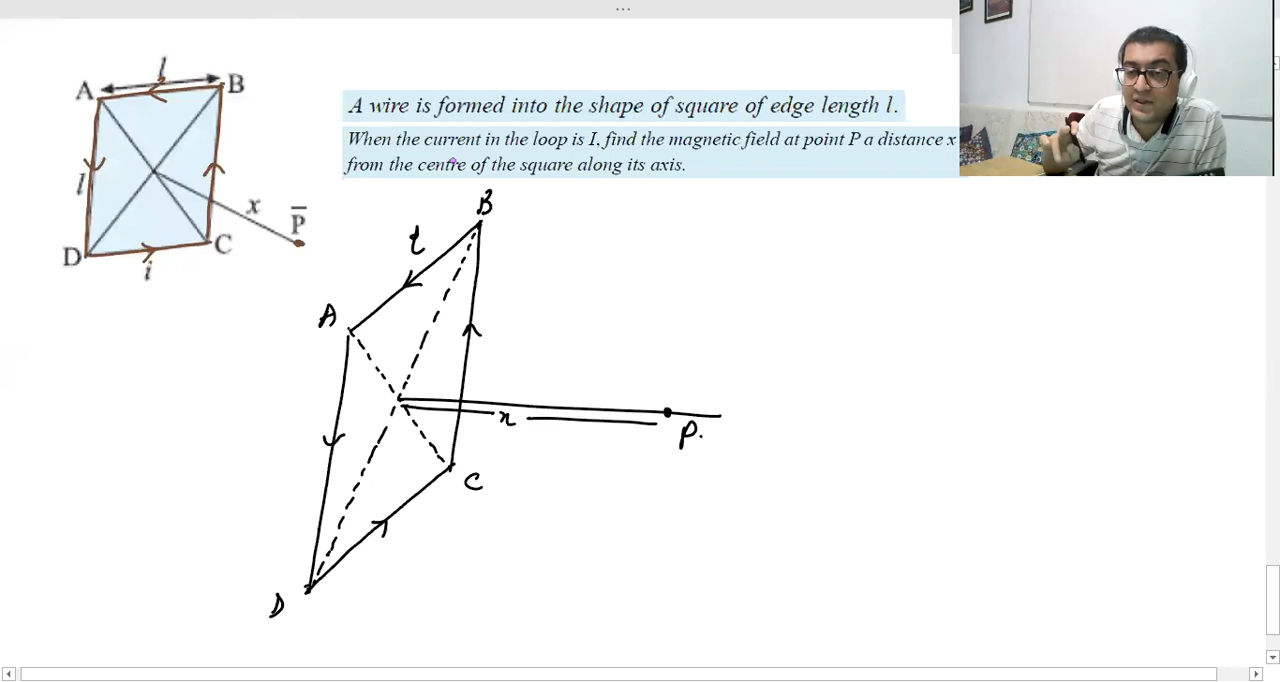 ...
A
l
B
A wire is formed into the shape of square of edge length l.
When the current in the loop is I, find the magnetic field at point P a distance x
from the centre of the square along its axis.
l
x
P
D
C
i
B
l
A
x
P.
C
D